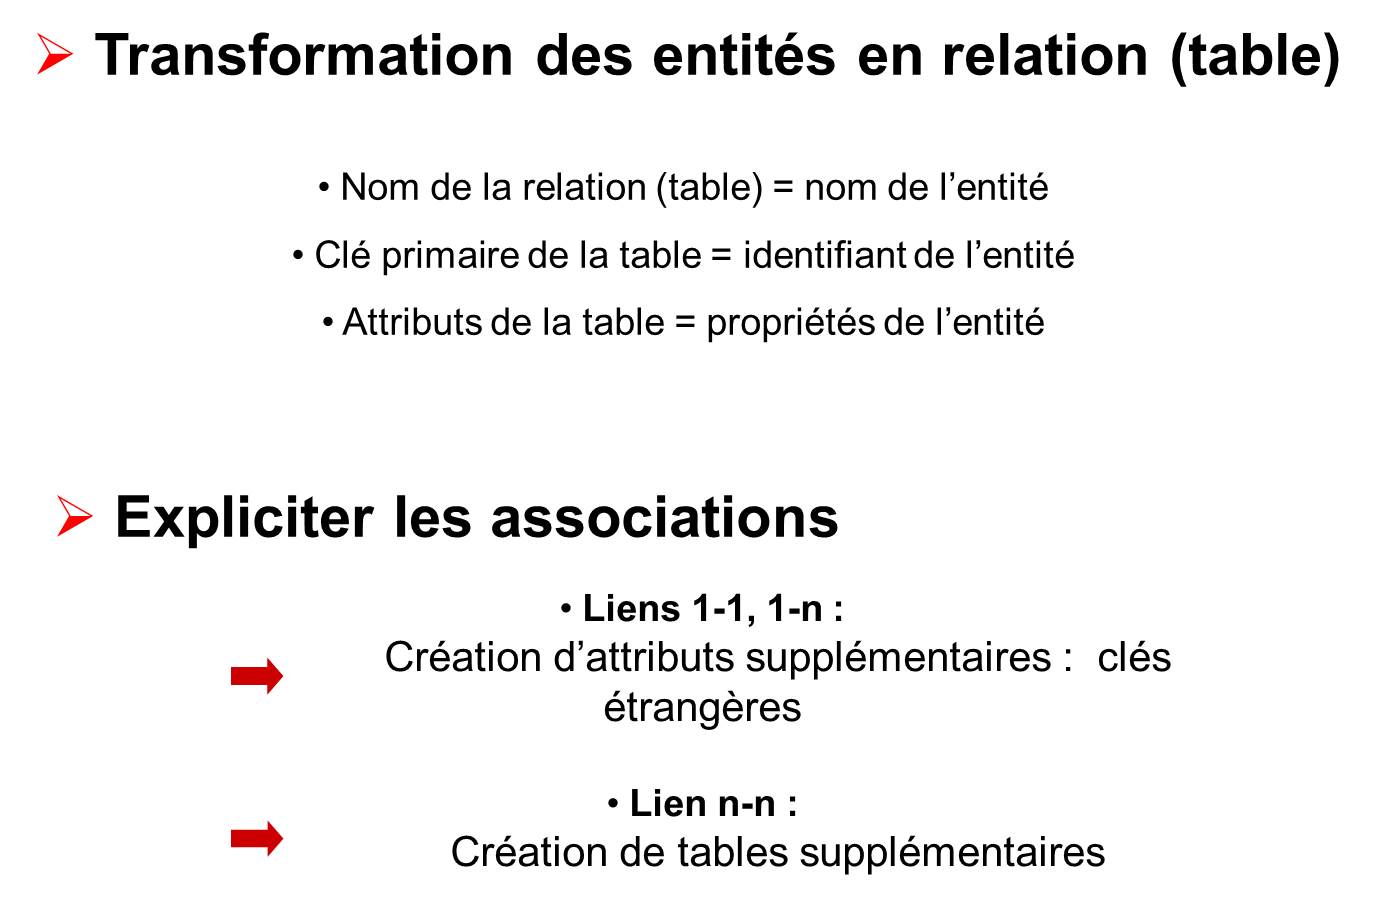 Transformation des entités en relation (table)
• Nom de la relation (table) = nom de l’entité
• Clé primaire de la table = identifiant de l’entité
• Attributs de la table = propriétés de l’entité
Expliciter les associations
• Liens 1-1, 1-n :
Création d’attributs supplémentaires : clés
étrangères
• Lien n-n :
Création de tables supplémentaires